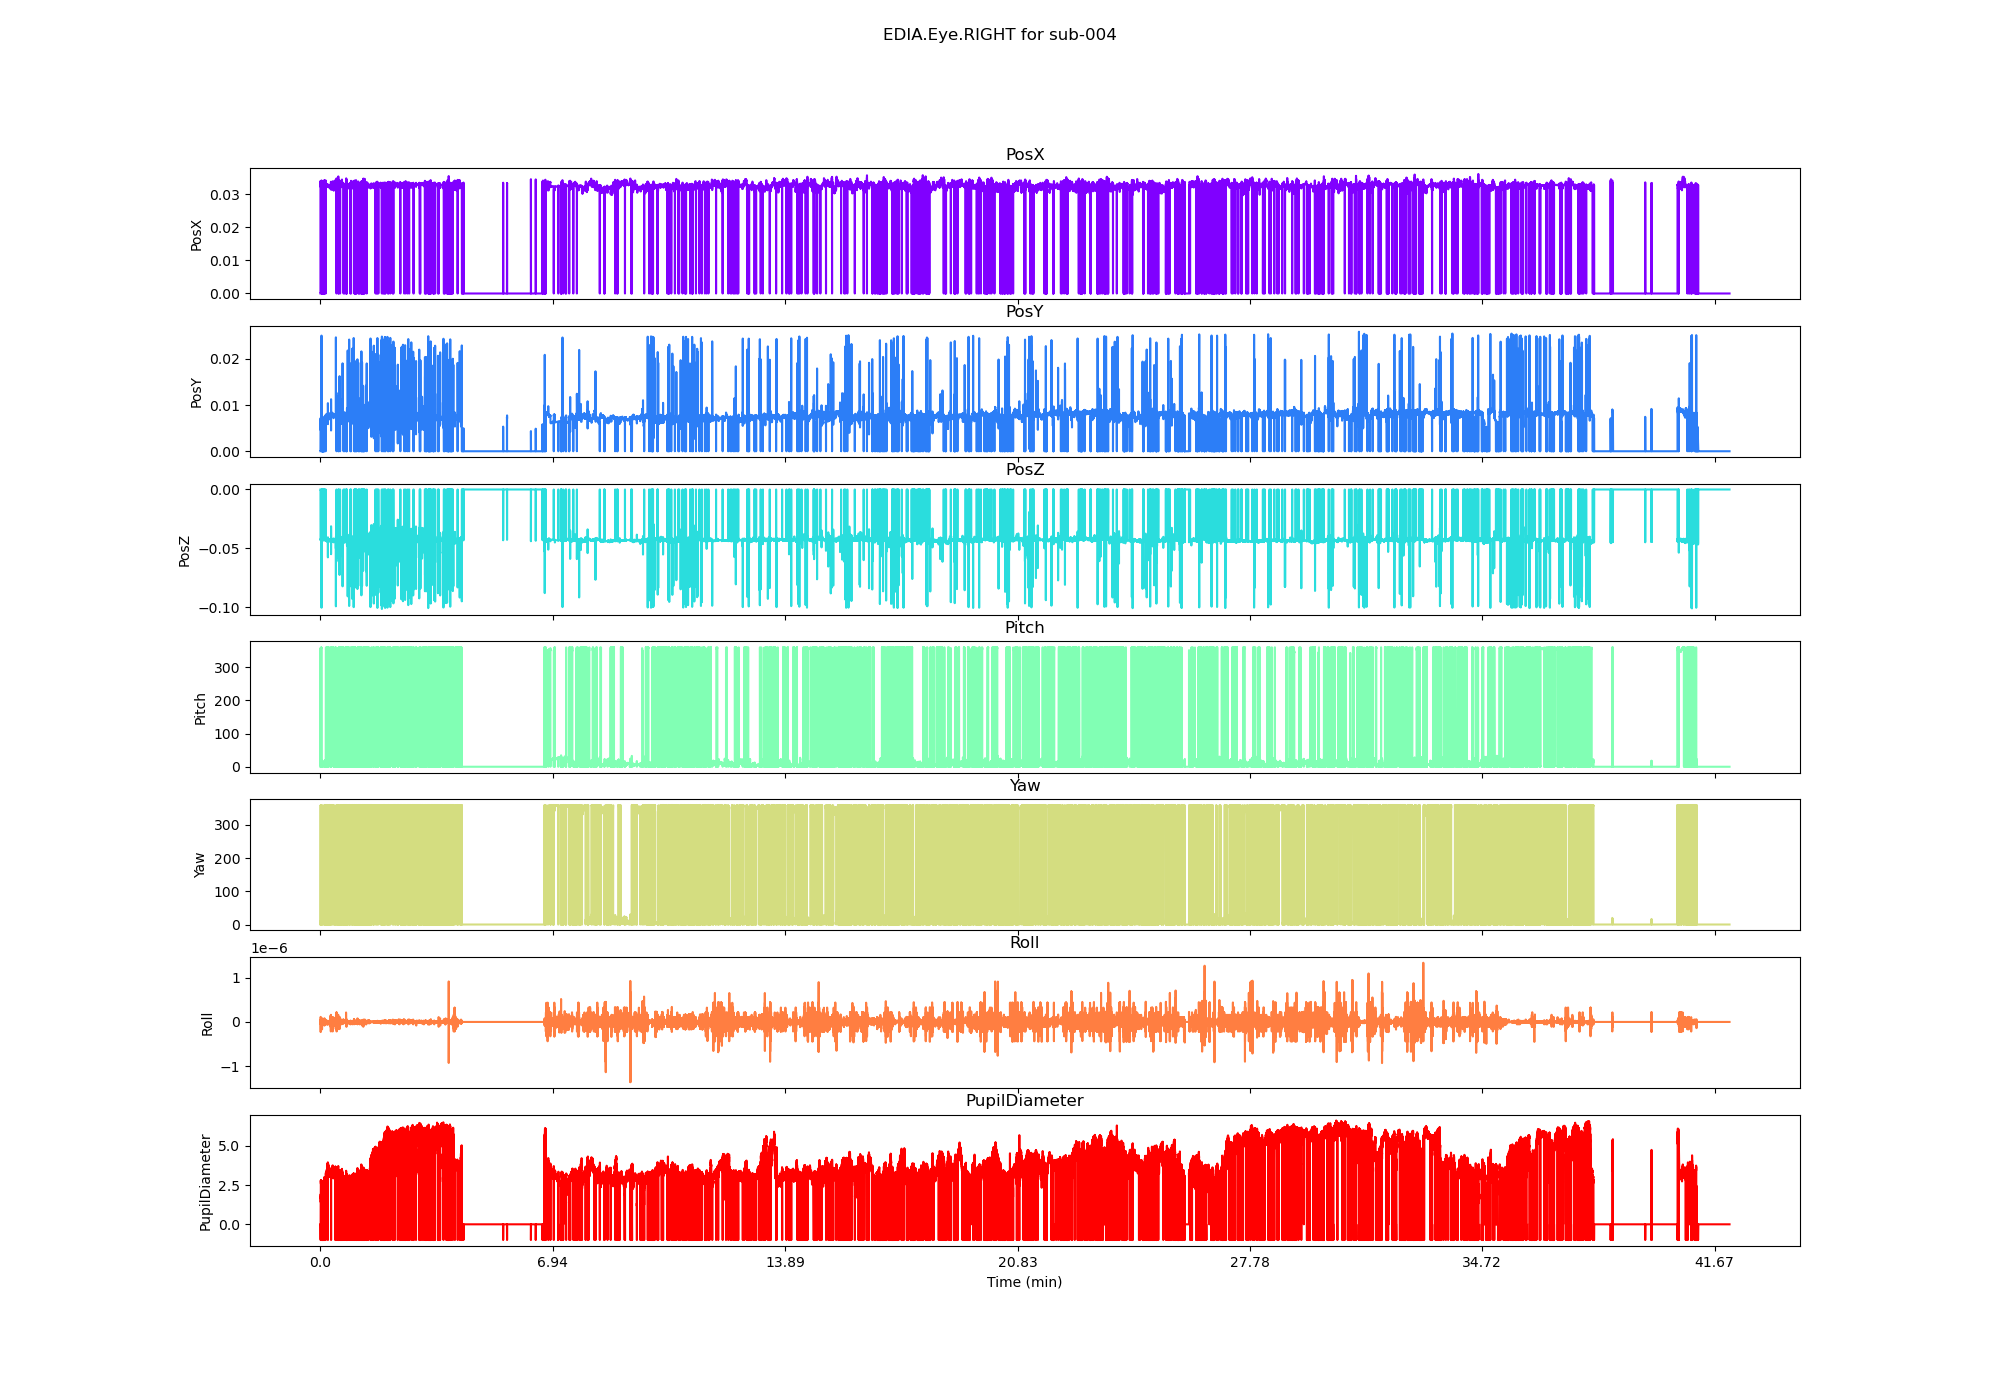 EDIA.Eye.RIGHT for sub-004
PosX
PosX
0.03
0.02
0.01
0.00
PosY
PosY
0.02
0.01
0.00
PosZ
PosZ
0.00
−0.05
−0.10
Pitch
Pitch
300
200
100
0
Yaw
Yaw
300
200
100
0
1e−6
Roll
Roll
1
0
−1
PupilDiameter
PupilDiameter
5.0
2.5
0.0
0.0 6.94 13.89 20.83 27.78 34.72 41.67
Time (min)